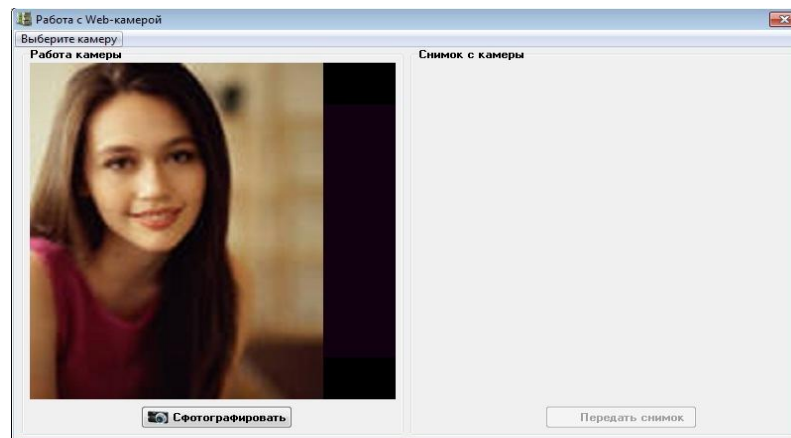 Работа с Web-камерой
Выберите камеру
Работа камеры
Снимок с камеры
Сфотографировать
Передать снимок